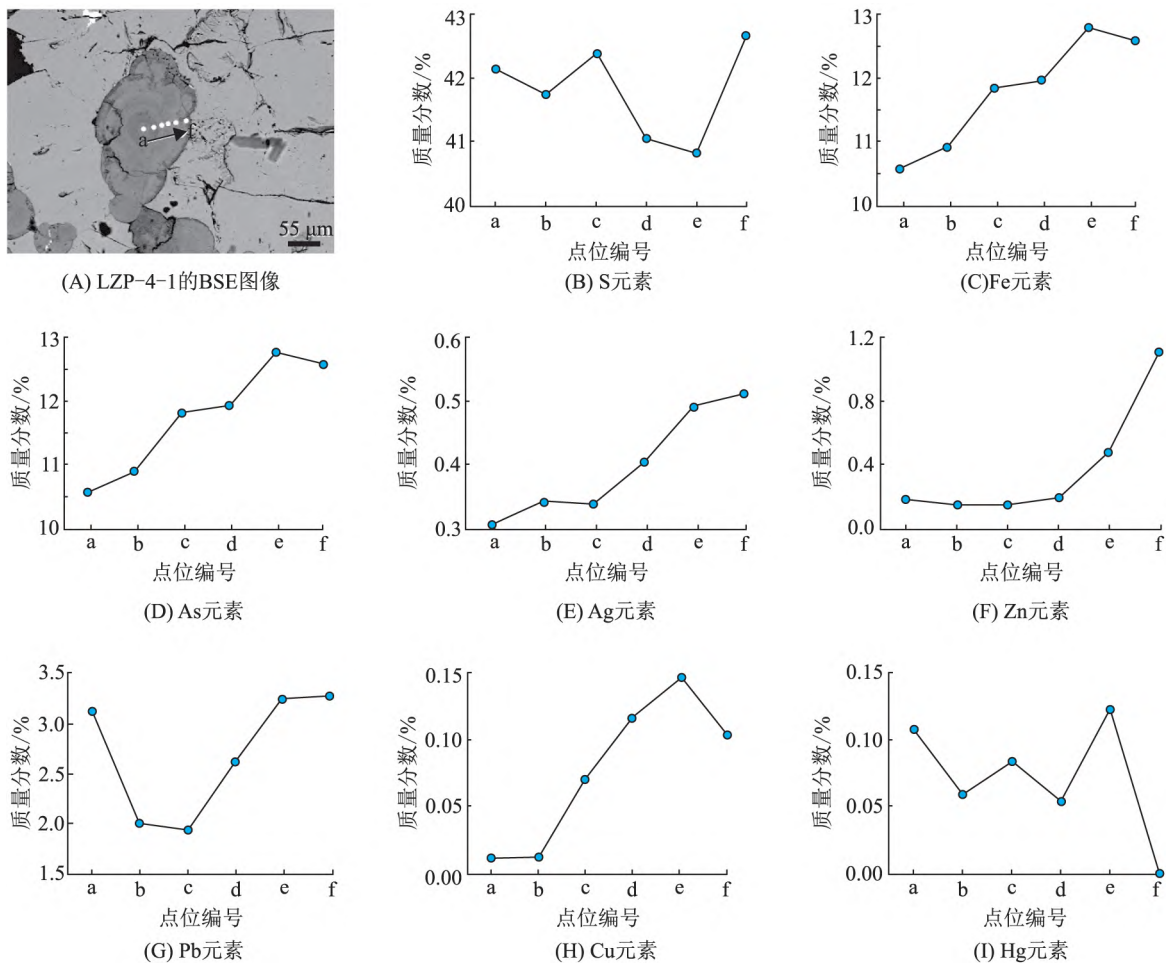 a
f
55 μm
(A) LZP-4-1的BSE图像
质量分数/%
43
42
41
40
a b c d e f
点位编号
(B) S元素
质量分数/%
13
12
11
10
a b c d e f
点位编号
(C)Fe元素
质量分数/%
13
12
11
10
a b c d e f
点位编号
(D) As元素
质量分数/%
0.6
0.5
0.4
0.3
a b c d e f
点位编号
(E) Ag元素
质量分数/%
1.2
0.8
0.4
0.0
a b c d e f
点位编号
(F) Zn元素
质量分数/%
3.5
3.0
2.5
2.0
1.5
a b c d e f
点位编号
(G) Pb元素
质量分数/%
0.15
0.10
0.05
0.00
a b c d e f
点位编号
(H) Cu元素
质量分数/%
0.15
0.10
0.05
0.00
a b c d e f
点位编号
(I) Hg元素